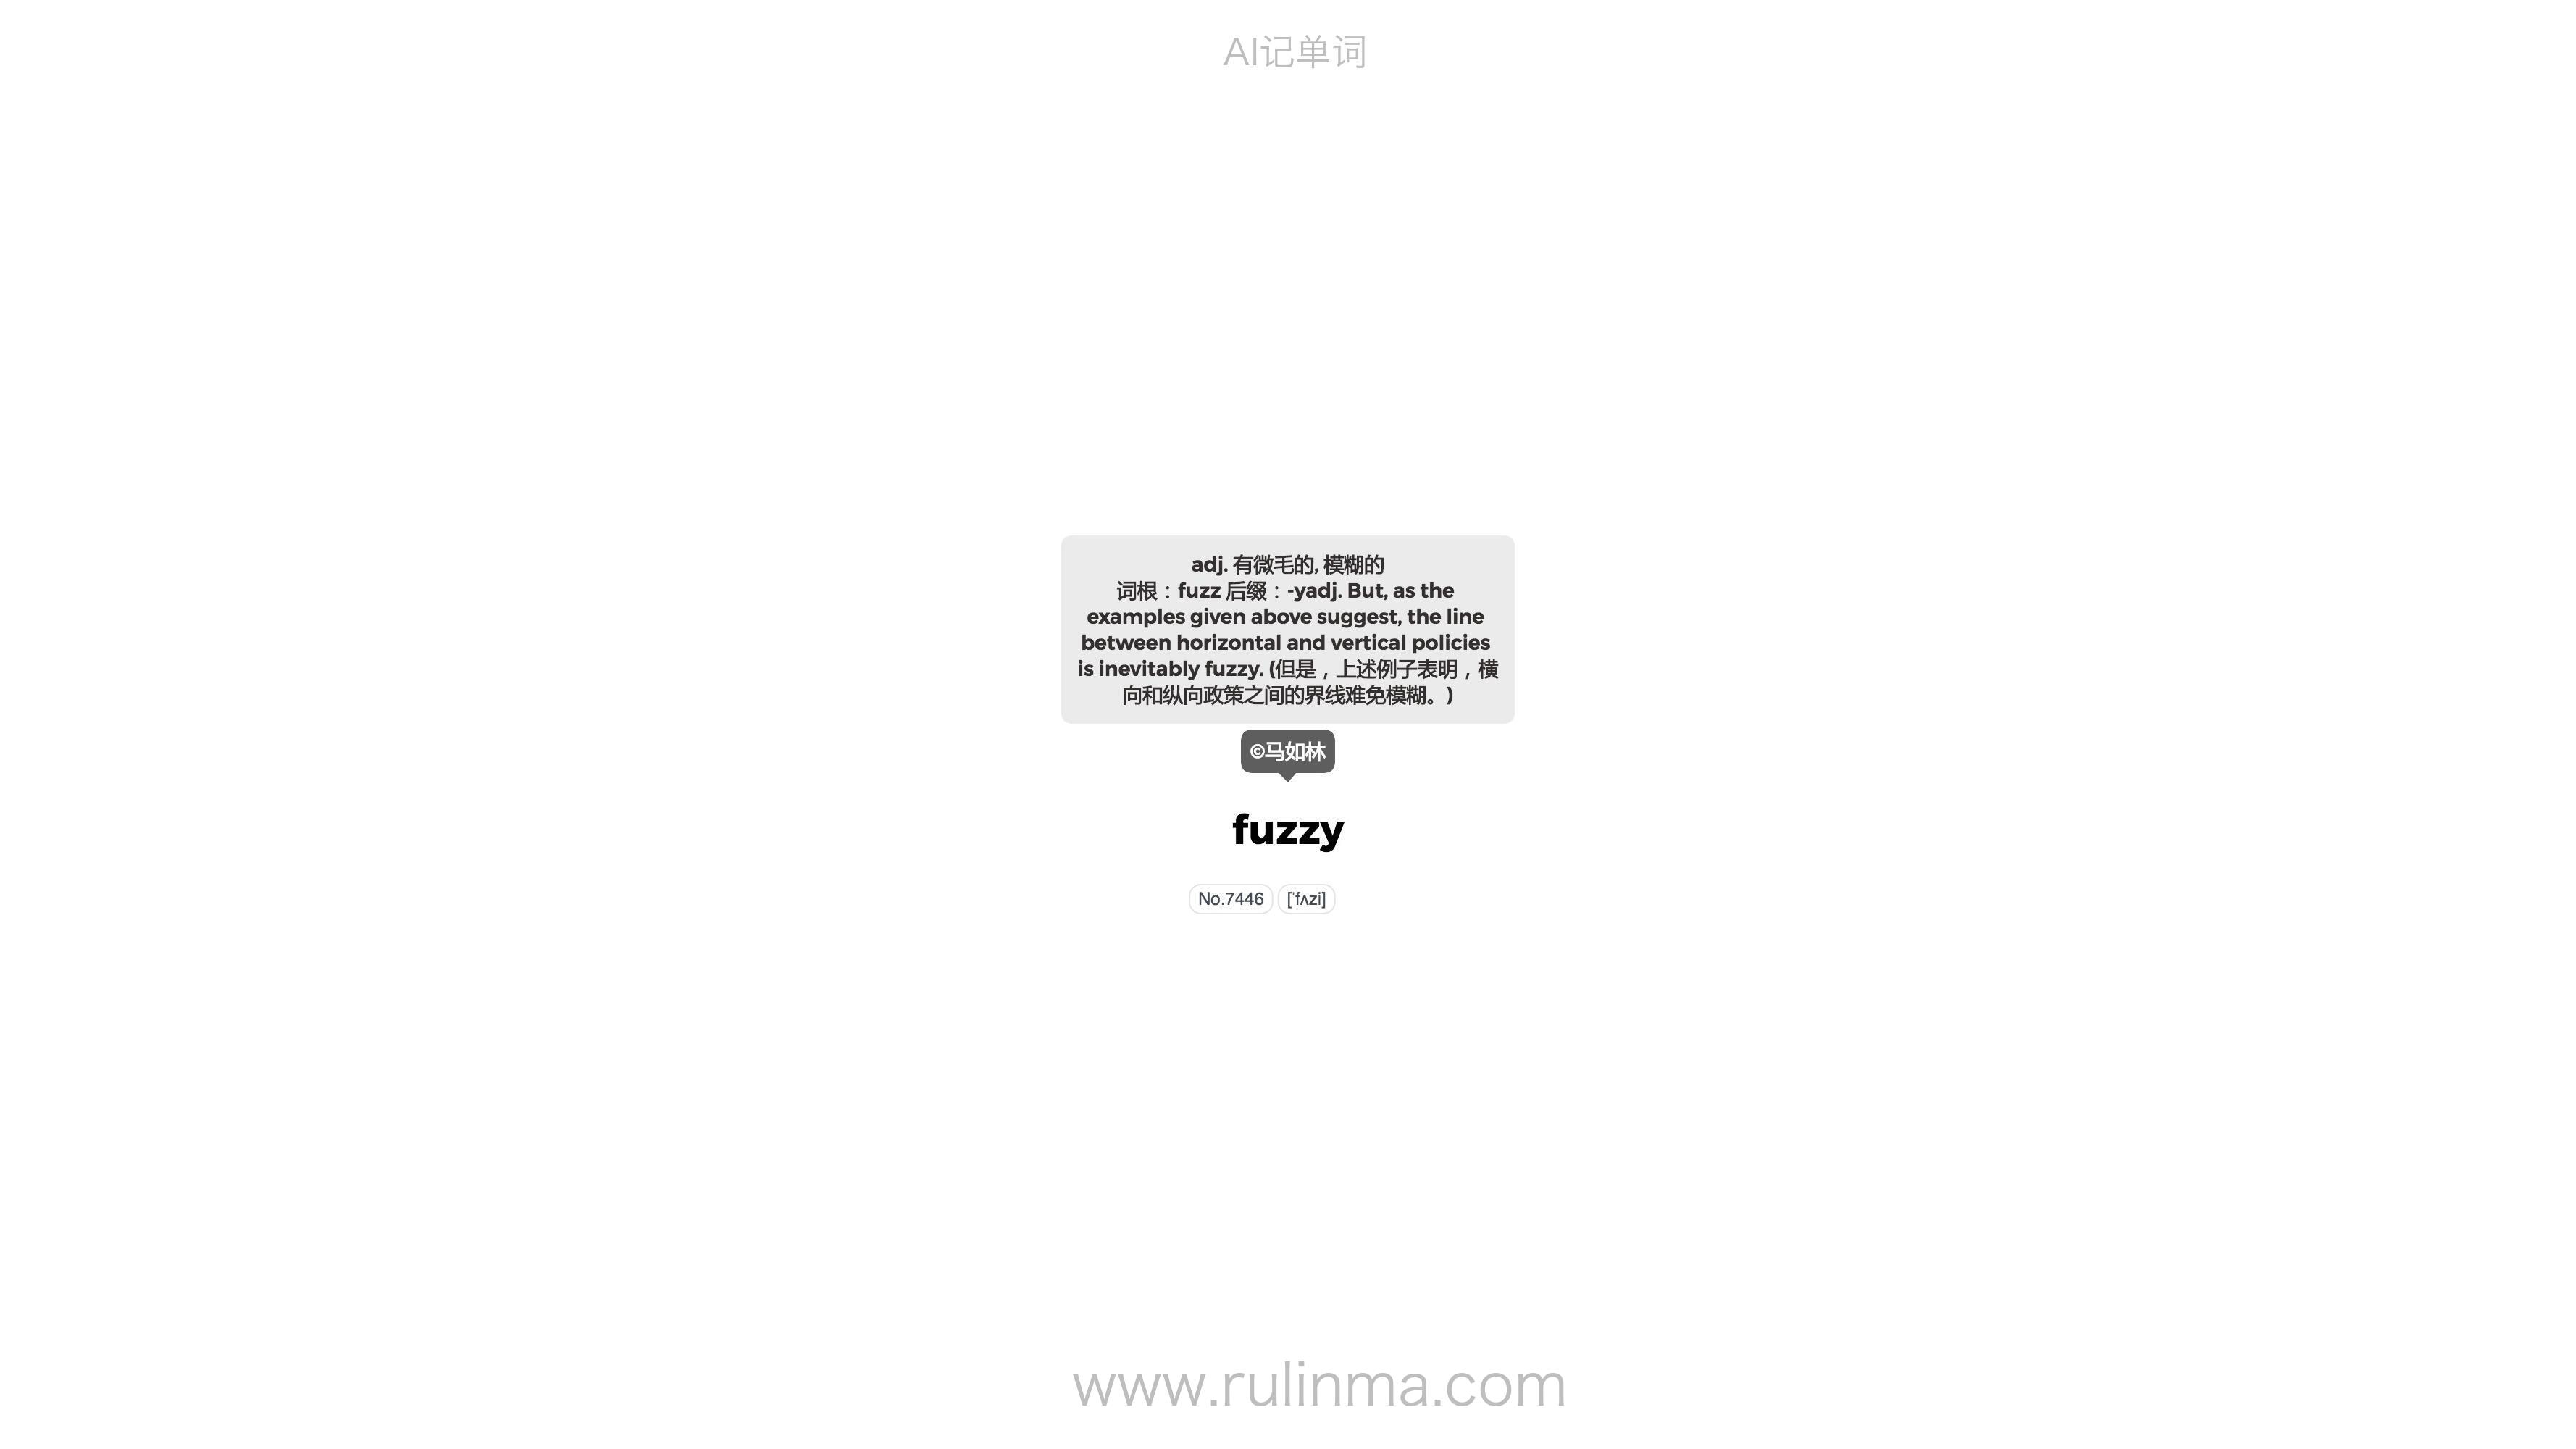 AI记单词
adj. 有微毛的, 模糊的
词根：fuzz 后缀：-yadj. But, as the
examples given above suggest, the line
between horizontal and vertical policies
is inevitably fuzzy. (但是，上述例子表明，横
向和纵向政策之间的界线难免模糊。)
©马如林
fuzzy
No.7446 [ˈfʌzi]
www.rulinma.com